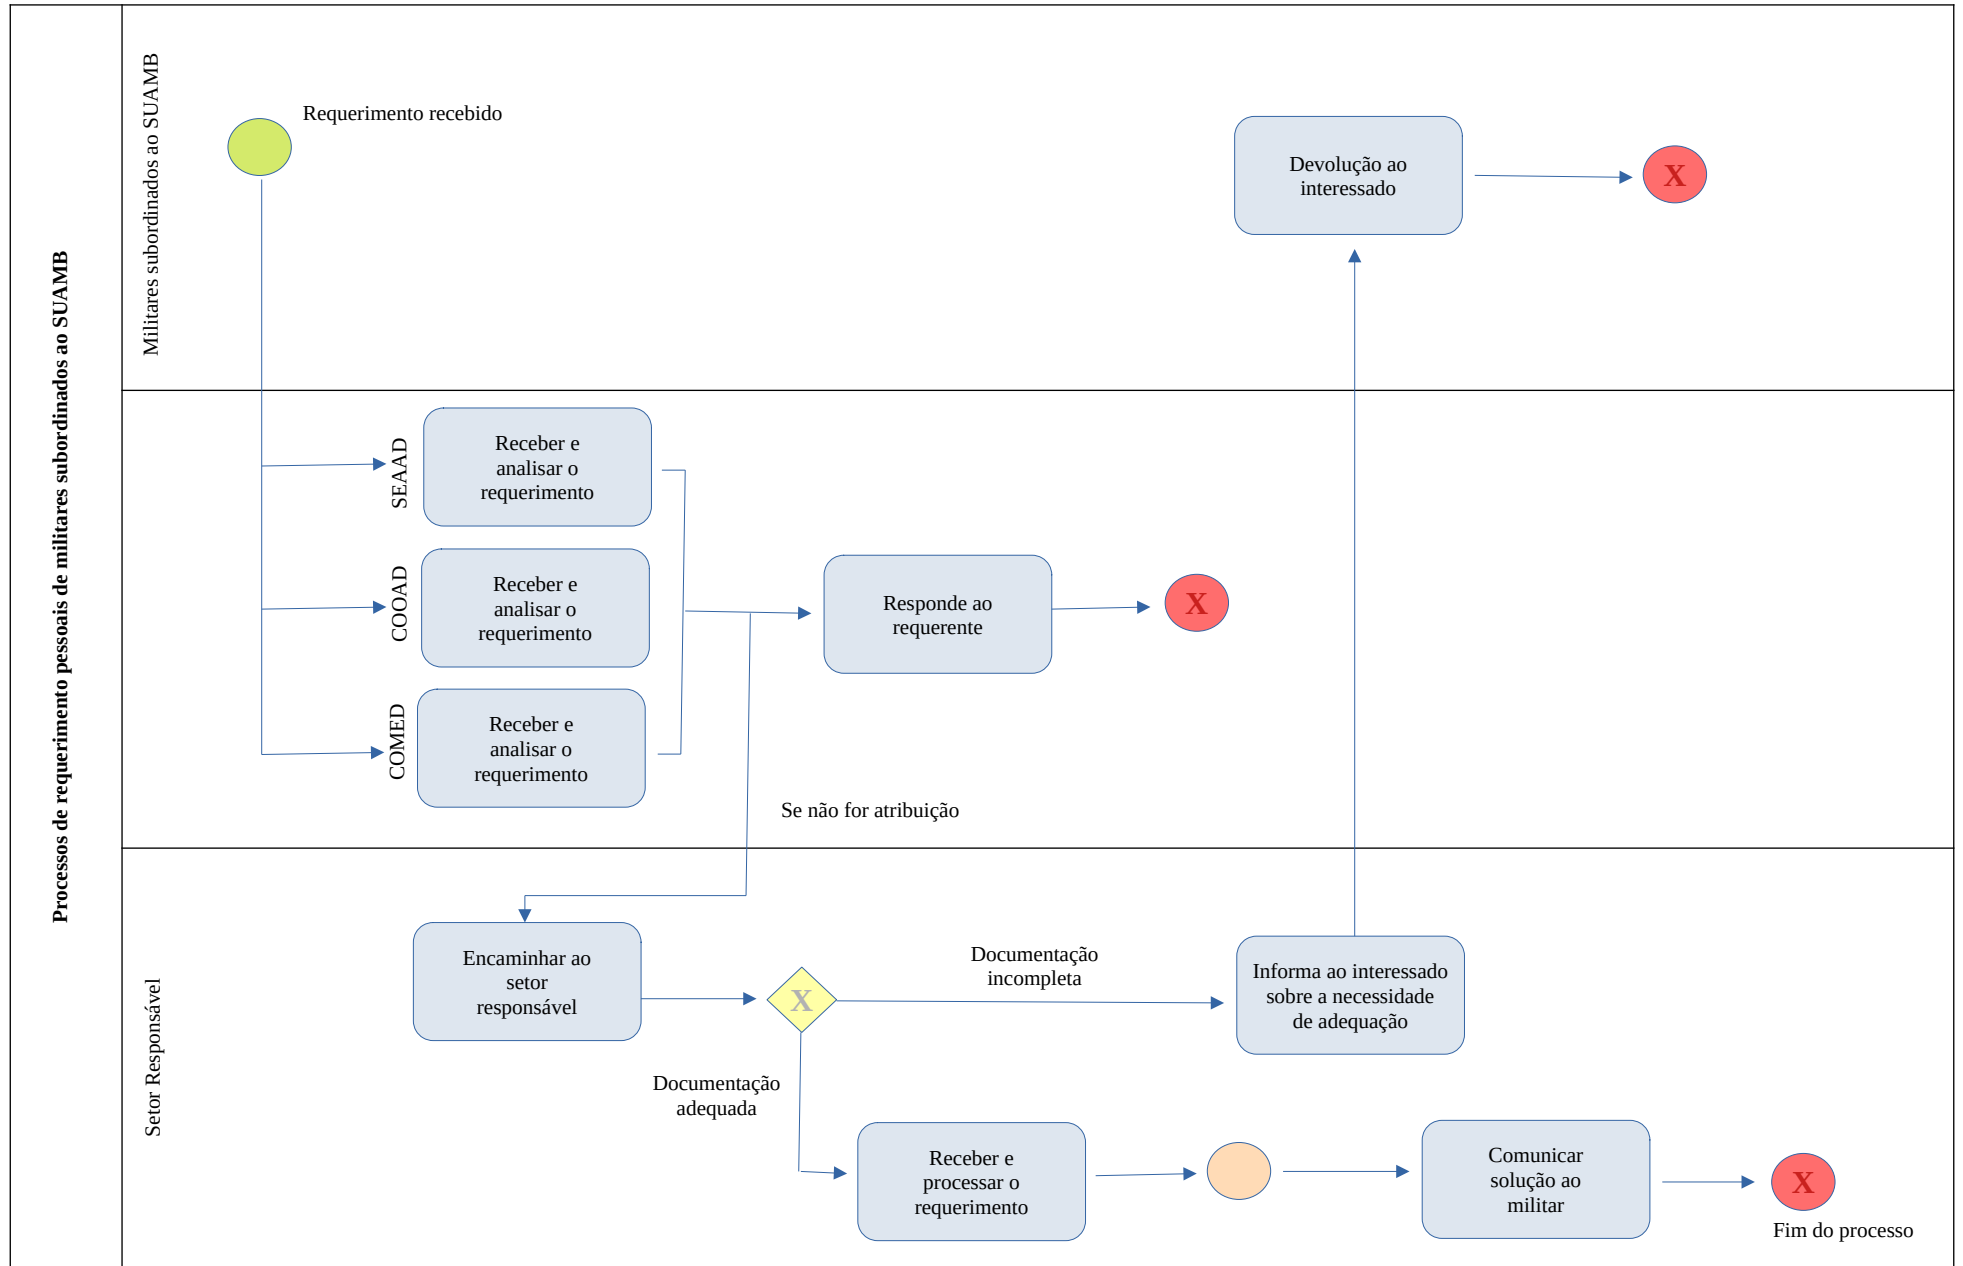 Processos de requerimento pessoais de militares subordinados ao SUAMB
Militares subordinados ao SUAMB
Requerimento recebido
Devolução ao
interessado
X
SEAAD
Receber e
analisar o
requerimento
COOAD
Receber e
analisar o
requerimento
COMED
Receber e
analisar o
requerimento
Responde ao
requerente
X
Se não for atribuição
Setor Responsável
Encaminhar ao
setor
responsável
X
Documentação
incompleta
Informa ao interessado
sobre a necessidade
de adequação
Documentação
adequada
Receber e
processar o
requerimento
Comunicar
solução ao
militar
X
Fim do processo